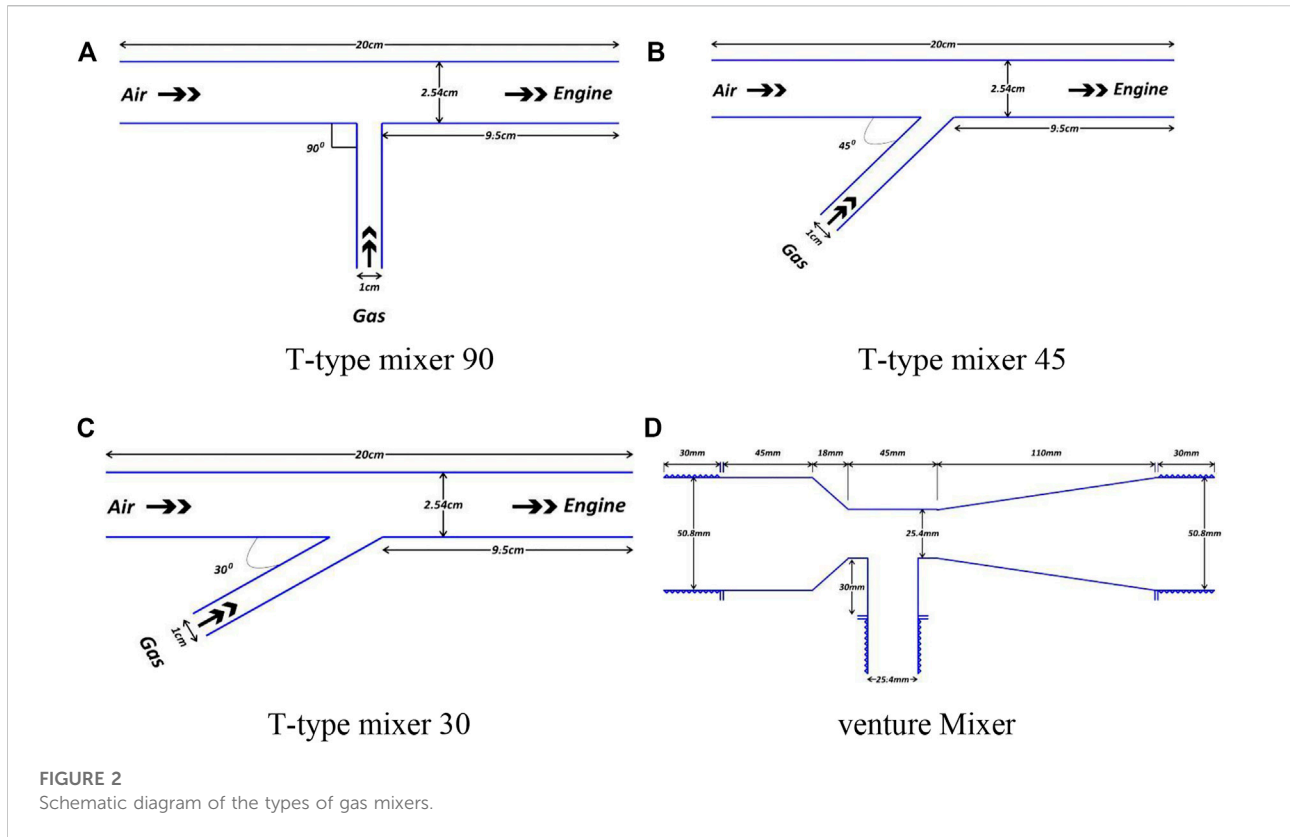 A
20cm
Air
2.54cm
Engine
9.5cm
90⁰
1cm
Gas
T-type mixer 90
B
20cm
Air
2.54cm
Engine
9.5cm
45⁰
1cm
Gas
T-type mixer 45
C
20cm
Air
2.54cm
Engine
9.5cm
30⁰
1cm
Gas
T-type mixer 30
D
30mm 45mm 18mm 45mm 110mm 30mm
50.8mm 25.4mm 50.8mm
30mm
25.4mm
venture Mixer
FIGURE 2
Schematic diagram of the types of gas mixers.